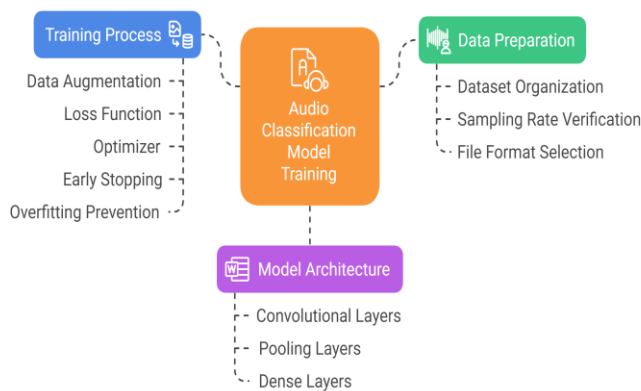 Training Process
Data Augmentation
Loss Function
Optimizer
Early Stopping
Overfitting Prevention
A
Audio
Classification
Model
Training
Data Preparation
Dataset Organization
Sampling Rate Verification
File Format Selection
W
Model Architecture
Convolutional Layers
Pooling Layers
Dense Layers